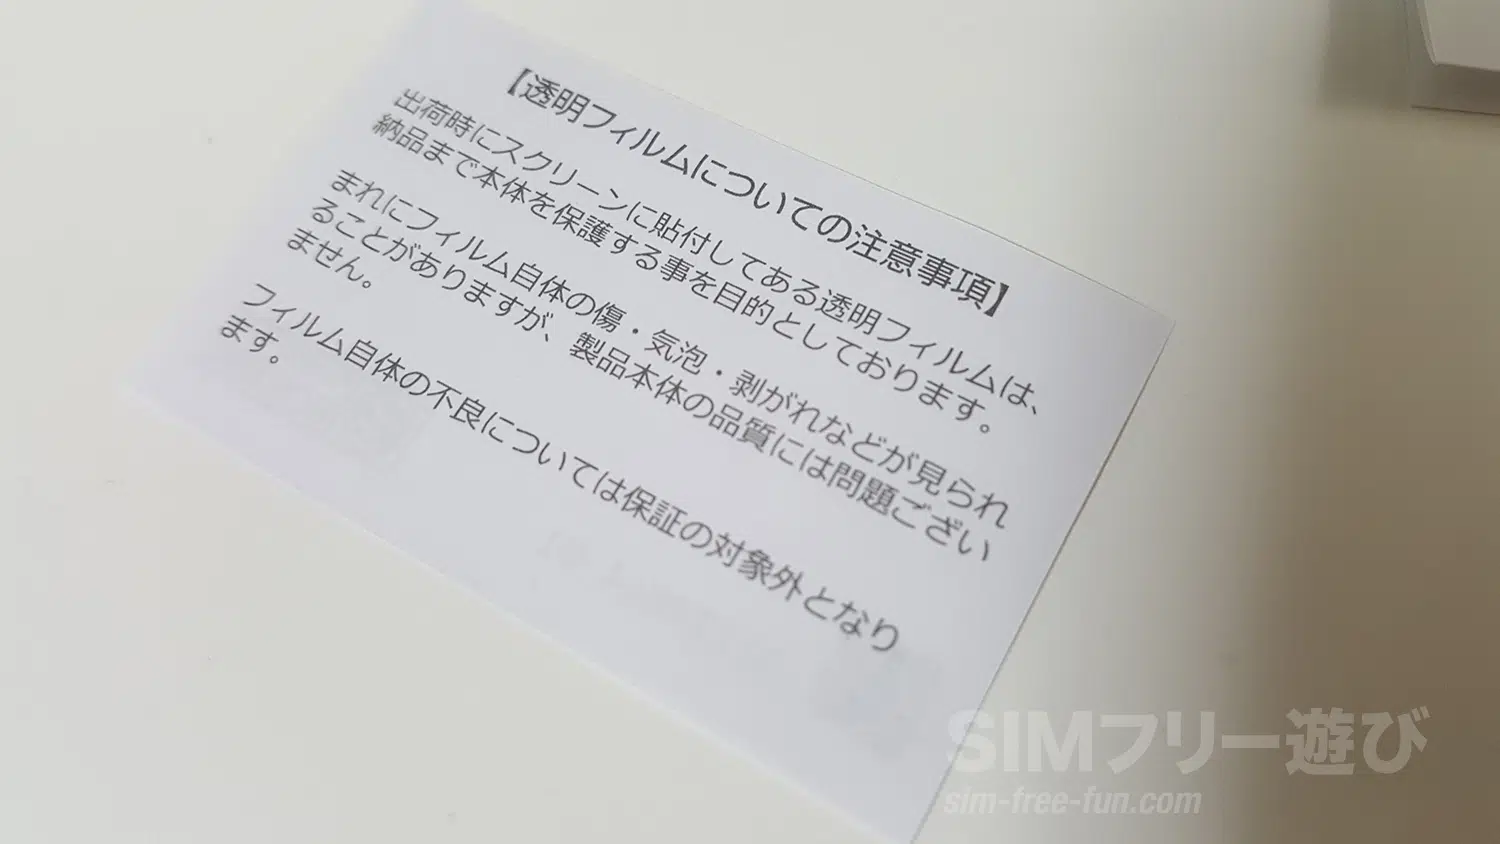 【透明フィルムについての注意事項】
出荷時にスクリーンに貼付してある透明フィルムは、
納品まで本体を保護する事を目的としております。
まれにフィルム自体の傷・気泡・剥がれなどが見られ
ることがありますが、製品本体の品質には問題ござい
ません。
フィルム自体の不良については保証の対象外となり
ます。
SIMフリー遊び
sim-free-fun.com